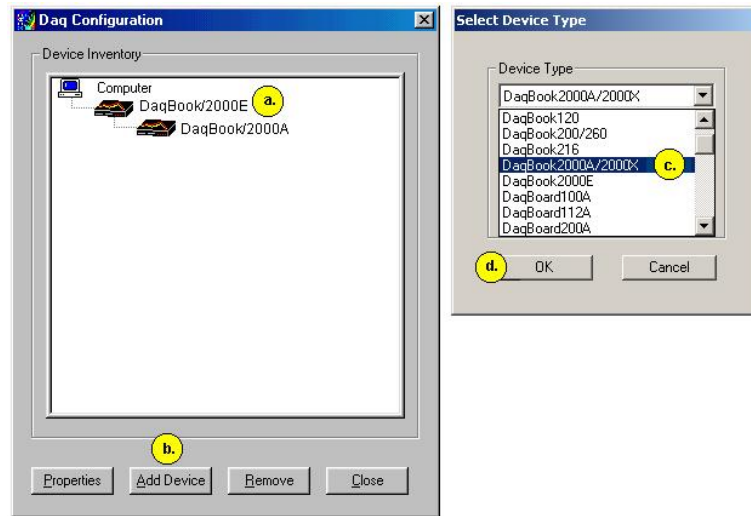 Daq Configuration
Device Inventory
Computer
DaqBook/2000E
a.
DaqBook/2000A
b.
Properties
Add Device
Remove
Close
Select Device Type
Device Type
DaqBook2000A/2000X
DaqBook120
DaqBook200/260
DaqBook216
DaqBook2000A/2000X
c.
DaqBook2000E
DaqBoard100A
DaqBoard112A
DaqBoard200A
d.
OK
Cancel